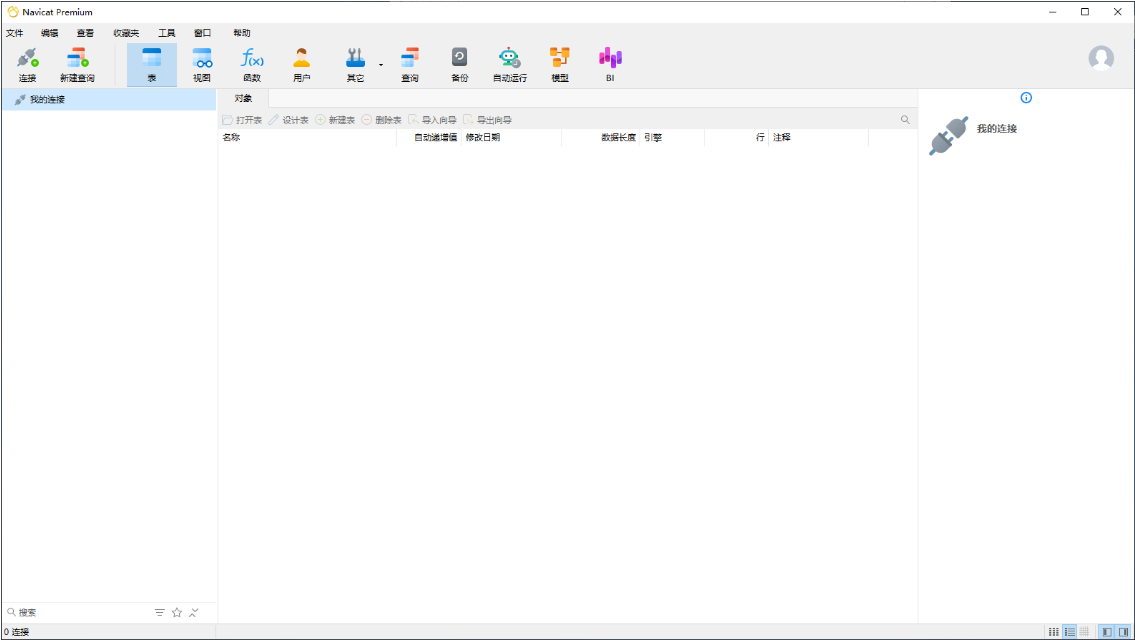 Navicat Premium
文件 编辑 查看 收藏夹 工具 窗口 帮助
连接 新建查询 表 视图 函数 用户 其它 查询 备份 自动运行 模型 BI
我的连接
对象
打开表 设计表 新建表 删除表 导入向导 导出向导
名称 自动递增值 修改日期 数据长度 引擎 行 注释
我的连接
搜索
0 连接